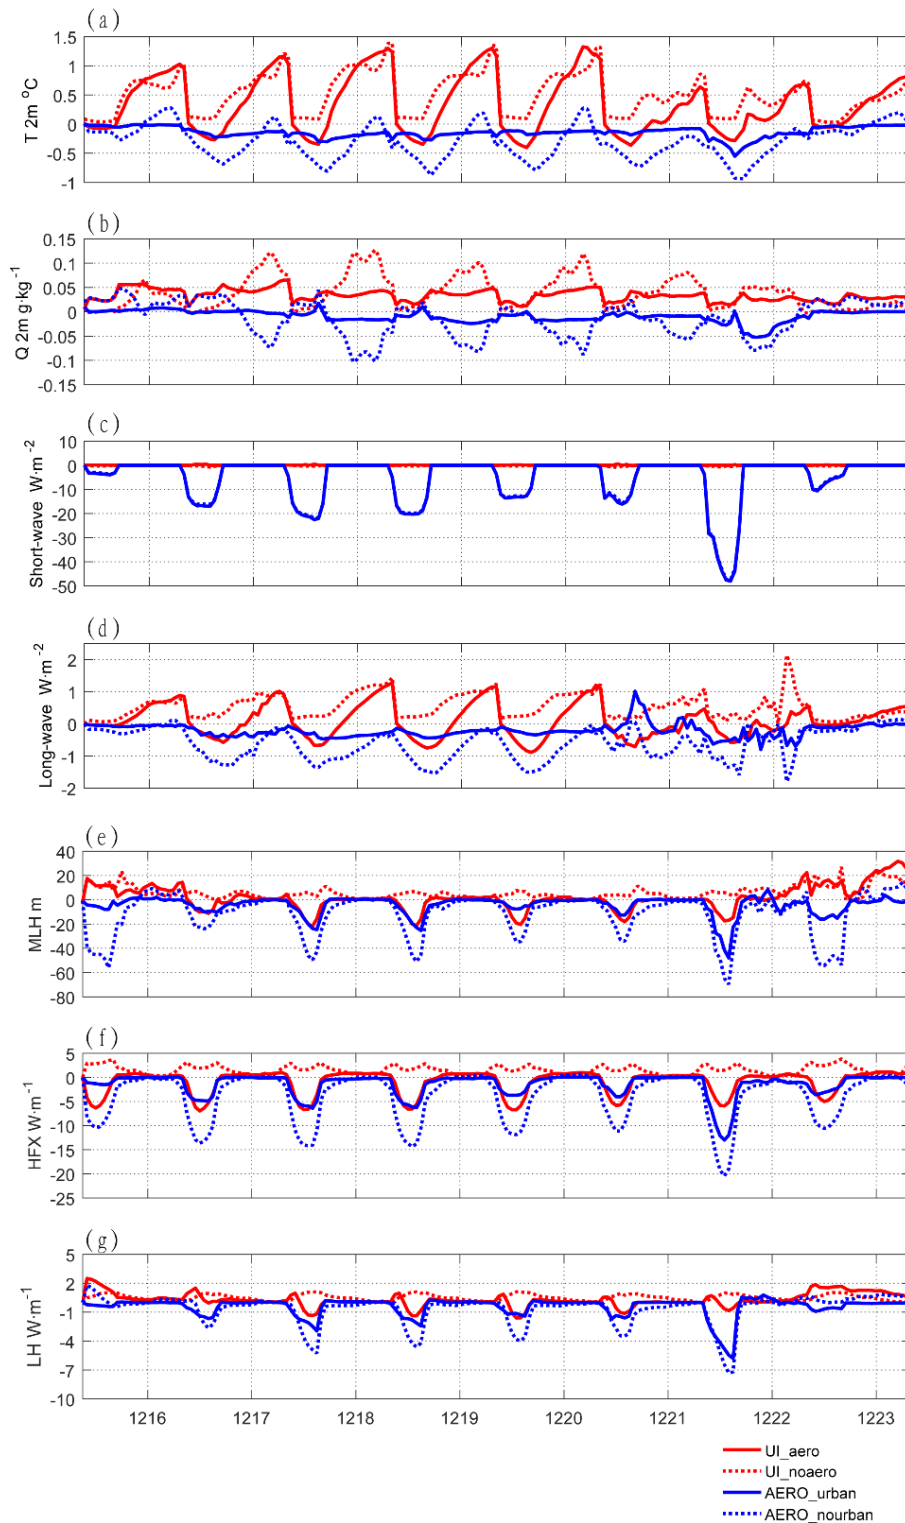 (a)
1.5
1
0.5
0
-0.5
-1
T 2m °C
(b)
0.15
0.1
0.05
0
-0.05
-0.1
-0.15
Q 2m g·kg-1
(c)
10
0
-10
-20
-30
-40
-50
Short-wave W·m-2
(d)
2
1
0
-1
-2
Long-wave W·m-2
(e)
40
20
0
-20
-40
-60
-80
MLH m
(f)
5
0
-5
-10
-15
-20
-25
HFX W·m-1
(g)
5
2
-1
-4
-7
-10
LH W·m-1
1216 1217 1218 1219 1220 1221 1222 1223
UI_aero
UI_noaero
AERO_urban
AERO_nourban